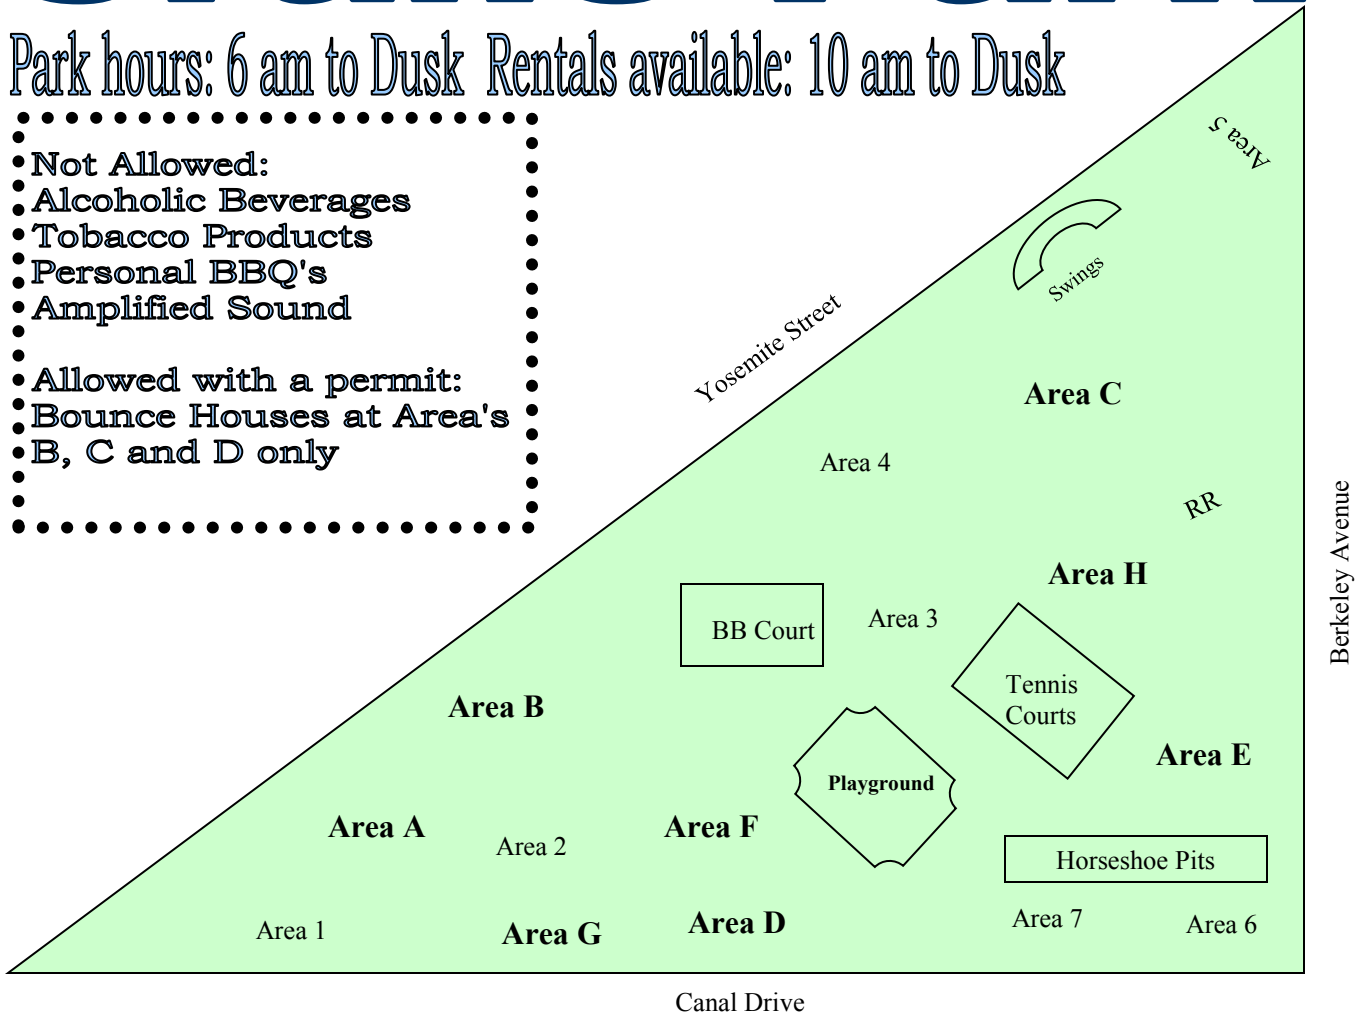 Park hours: 6 am to Dusk  Rentals available: 10 am to Dusk
Not Allowed:
Alcoholic Beverages
Tobacco Products
Personal BBQ's
Amplified Sound
Allowed with a permit:
Bounce Houses at Area's
B, C and D only
Area 5
Swings
Yosemite Street
Area C
Area 4
RR
Berkeley Avenue
Area H
BB Court
Area 3
Tennis
Courts
Area B
Area E
Playground
Area A
Area 2
Area F
Horseshoe Pits
Area 1
Area G
Area D
Area 7
Area 6
Canal Drive